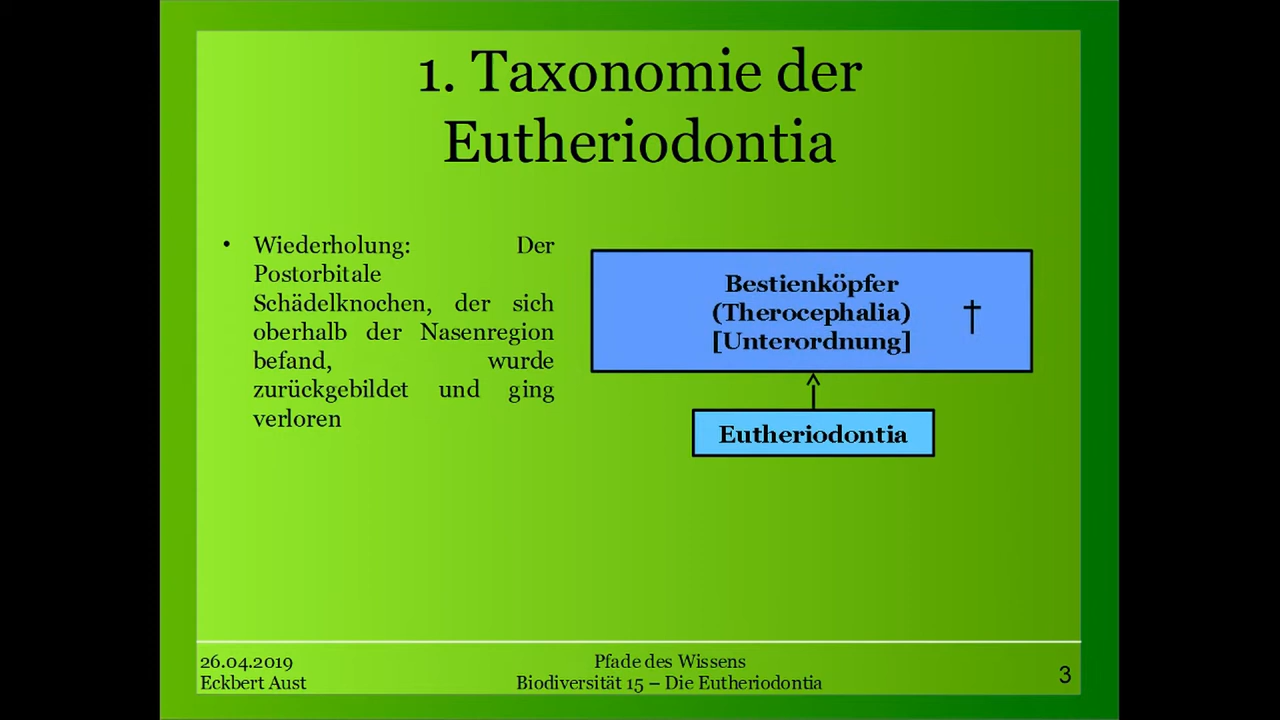 1. Taxonomie der
Eutheriodontia
• Wiederholung: Der
Postorbitale
Schädelknochen, der sich
oberhalb der Nasenregion
befand, wurde
zurückgebildet und ging
verloren
Bestienköpfer
(Therocephalia)
[Unterordnung]
†
Eutheriodontia
26.04.2019
Eckbert Aust
Pfade des Wissens
Biodiversität 15 – Die Eutheriodontia
3